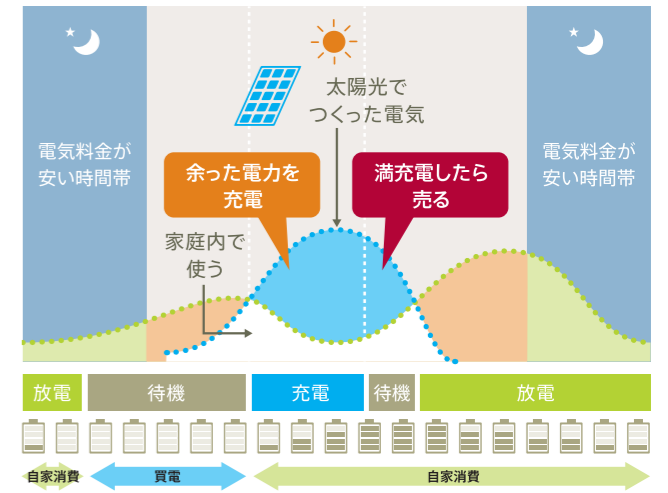 太陽光で
つくった電気
電気料金が
安い時間帯
電気料金が
安い時間帯
余った電力を
充電
満充電したら
売る
家庭内で
使う
放電
待機
充電
待機
放電
自家消費
買電
自家消費